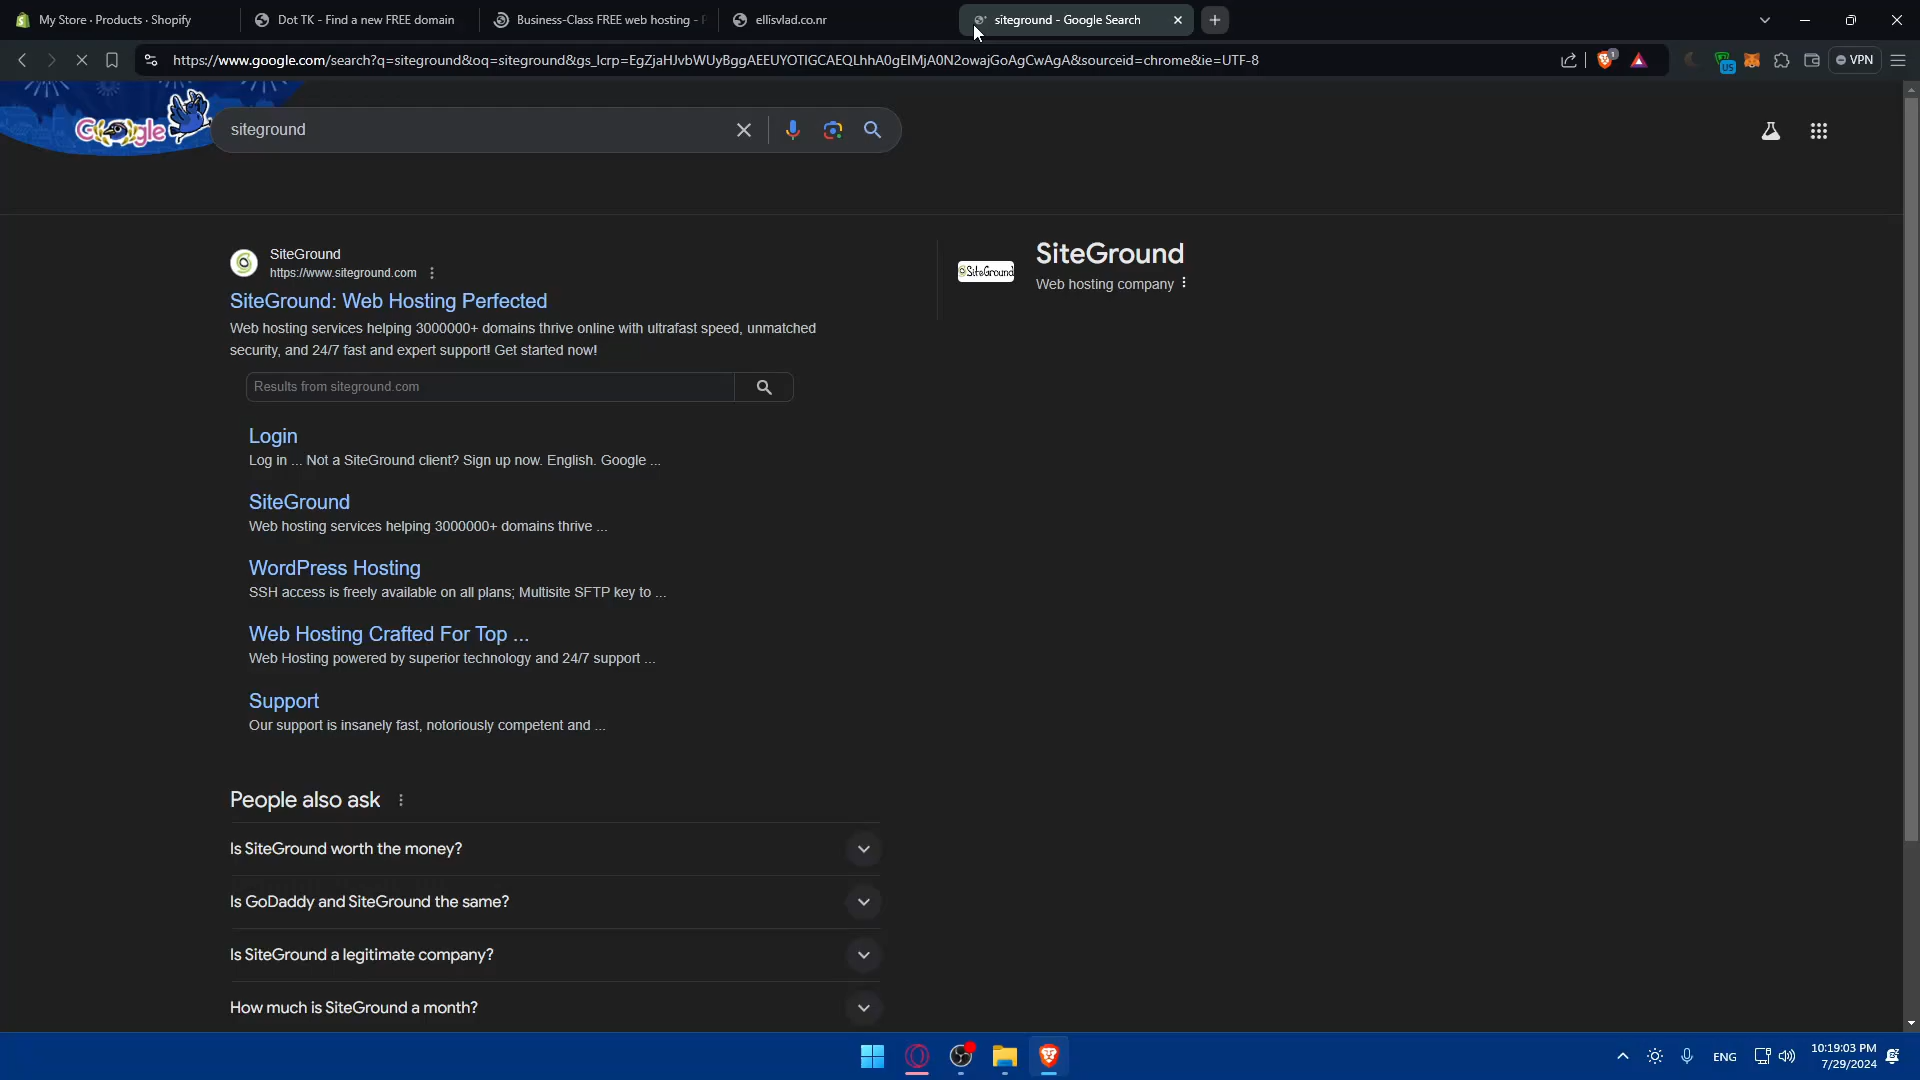 My Store · Products · Shopify
Dot TK - Find a new FREE domain
Business-Class FREE web hosting -
ellisvlad.co.nr
siteground - Google Search
https://www.google.com/search?q=siteground&oq=siteground&gs_lcrp=EgZjaHJvbWUyBggAEEUYOTIGCAEQLhhA0gEIMjA0N2owajGoAgCwAgA&sourceid=chrome&ie=UTF-8
1
US
VPN
Google
siteground
SiteGround
https://www.siteground.com
SiteGround: Web Hosting Perfected
Web hosting services helping 3000000+ domains thrive online with ultrafast speed, unmatched
security, and 24/7 fast and expert support! Get started now!
Results from siteground.com
Login
Log in ... Not a SiteGround client? Sign up now. English. Google ...
SiteGround
Web hosting services helping 3000000+ domains thrive ...
WordPress Hosting
SSH access is freely available on all plans; Multisite SFTP key to ...
Web Hosting Crafted For Top ...
Web Hosting powered by superior technology and 24/7 support ...
Support
Our support is insanely fast, notoriously competent and ...
People also ask
Is SiteGround worth the money?
Is GoDaddy and SiteGround the same?
Is SiteGround a legitimate company?
How much is SiteGround a month?
SiteGround
SiteGround
Web hosting company
ENG
10:19:03 PM
7/29/2024